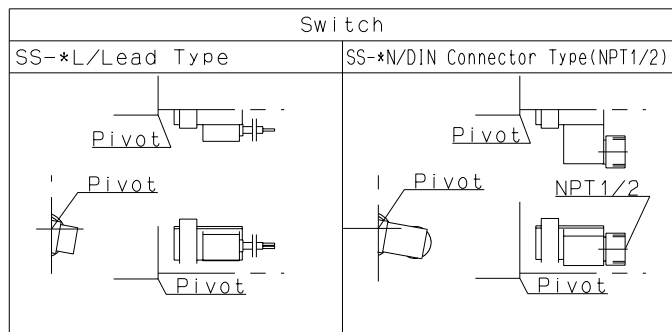 Switch
SS-*L/Lead Type
SS-*N/DIN Connector Type(NPT1/2)
Pivot
Pivot
Pivot
Pivot
NPT1/2
Pivot
Pivot